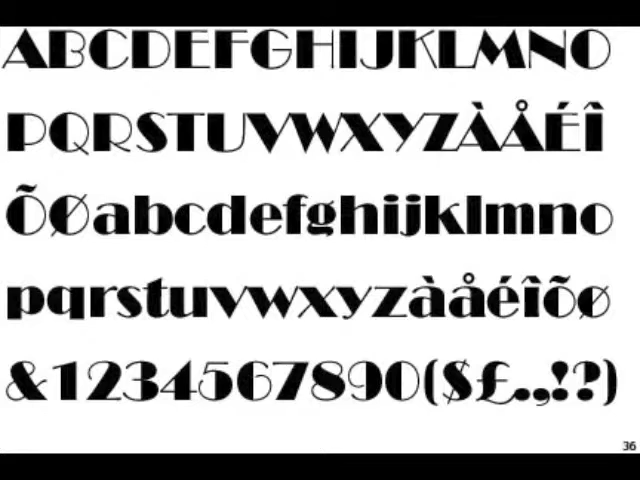 ABCDEFGHIJKLMNO
PQRSTUVWXYZÀÅÉÎ
ÕØabcdefghijklmno
pqrstuvwxyzàåéîõø
&1234567890($£.,!?)
36